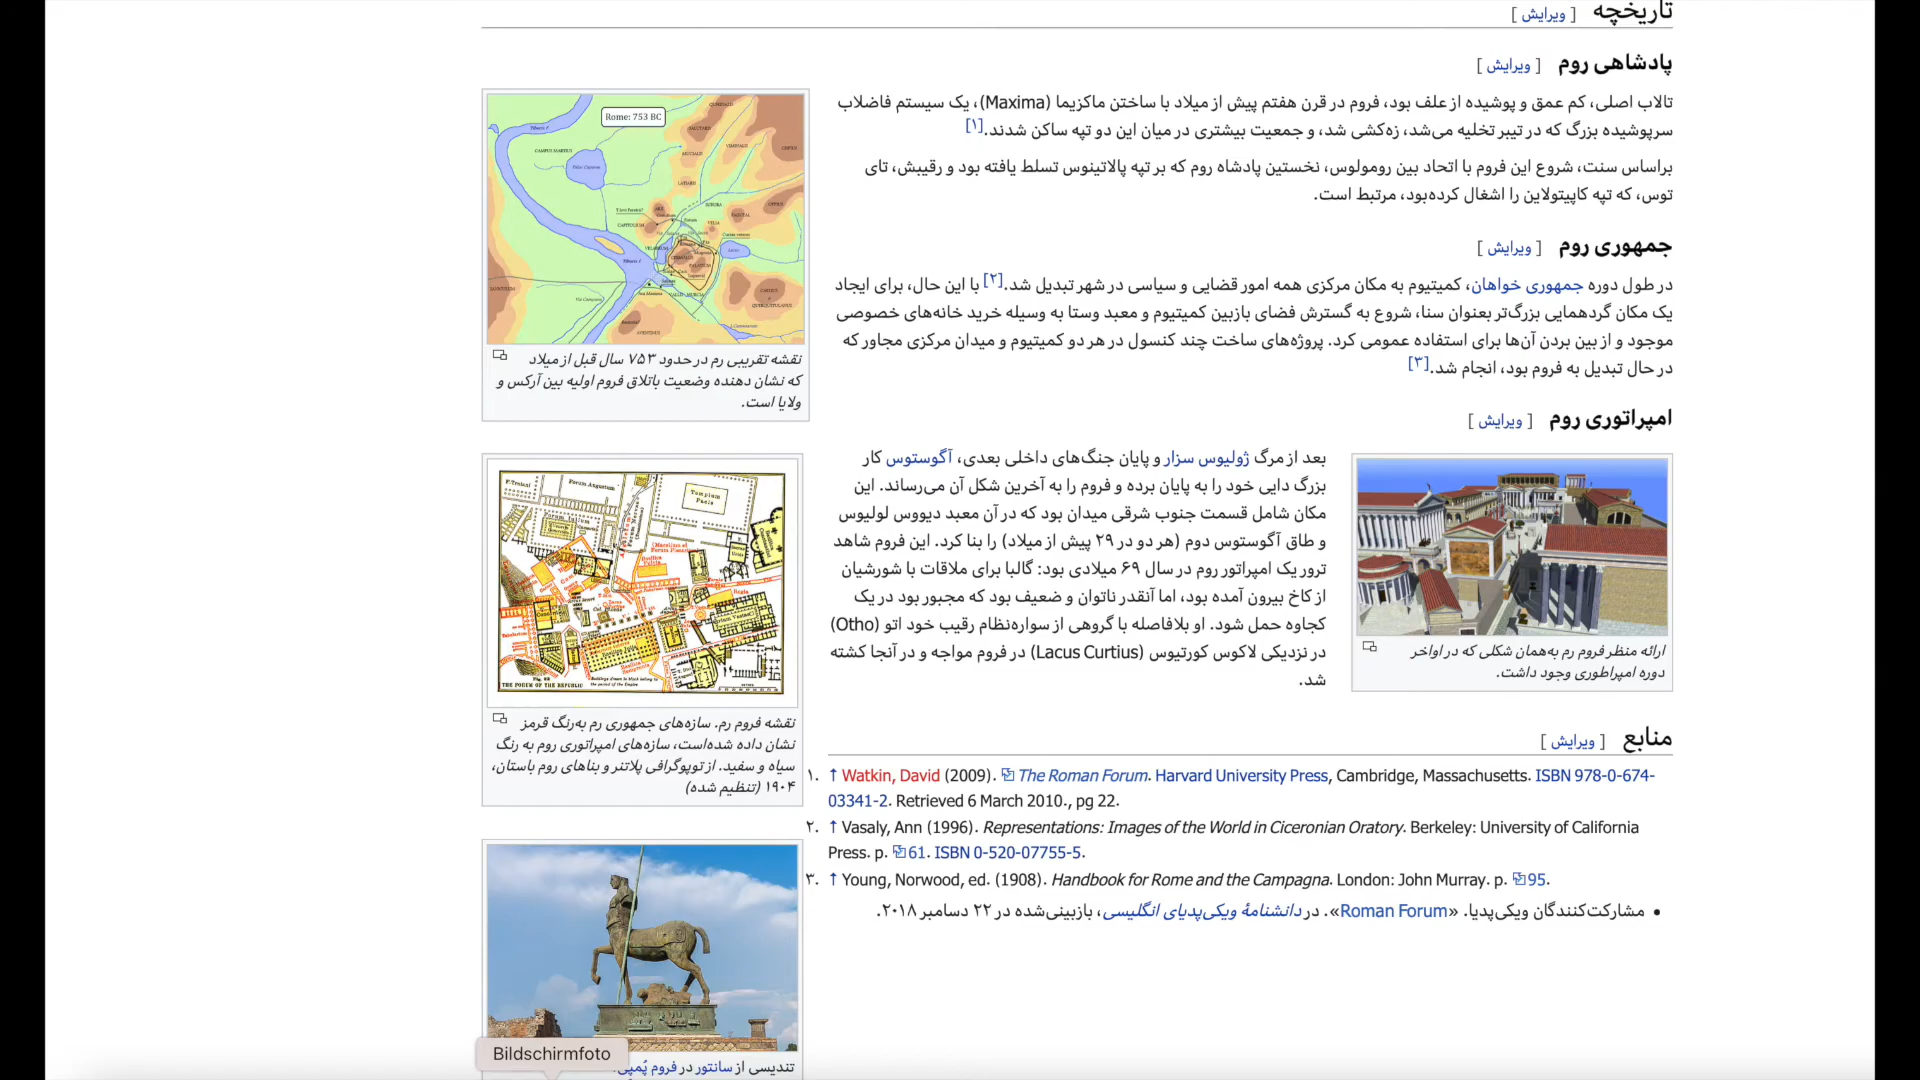 تاریخچه [ ویرایش ]
پادشاهی روم [ ویرایش ]
تالاب اصلی، کم عمق و پوشیده از علف بود، فروم در قرن هفتم پیش از میلاد با ساختن ماکزیما (Maxima)، یک سیستم فاضلاب
سرپوشیده بزرگ که در تیبر تخلیه می‌شد، زه‌کشی شد، و جمعیت بیشتری در میان این دو تپه ساکن شدند.[۱]
براساس سنت، شروع این فروم با اتحاد بین رومولوس، نخستین پادشاه روم که بر تپه پالاتینوس تسلط یافته بود و رقیبش، تای
توس، که تپه کاپیتولاین را اشغال کرده‌بود، مرتبط است.
جمهوری روم [ ویرایش ]
در طول دوره جمهوری خواهان، کمیتیوم به مکان مرکزی همه امور قضایی و سیاسی در شهر تبدیل شد.[۲] با این حال، برای ایجاد
یک مکان گردهمایی بزرگ‌تر بعنوان سنا، شروع به گسترش فضای بازبین کمیتیوم و معبد وستا به وسیله خرید خانه‌های خصوصی
موجود و از بین بردن آن‌ها برای استفاده عمومی کرد. پروژه‌های ساخت چند کنسول در هر دو کمیتیوم و میدان مرکزی مجاور که
در حال تبدیل به فروم بود، انجام شد.[۳]
امپراتوری روم [ ویرایش ]
بعد از مرگ ژولیوس سزار و پایان جنگ‌های داخلی بعدی، آگوستوس کار
بزرگ دایی خود را به پایان برده و فروم را به آخرین شکل آن می‌رساند. این
مکان شامل قسمت جنوب شرقی میدان بود که در آن معبد دیووس لولیوس
و طاق آگوستوس دوم (هر دو در ۲۹ پیش از میلاد) را بنا کرد. این فروم شاهد
ترور یک امپراتور روم در سال ۶۹ میلادی بود: گالبا برای ملاقات با شورشیان
از کاخ بیرون آمده بود، اما آنقدر ناتوان و ضعیف بود که مجبور بود در یک
کجاوه حمل شود. او بلافاصله با گروهی از سواره‌نظام رقیب خود اتو (Otho)
در نزدیکی لاکوس کورتیوس (Lacus Curtius) در فروم مواجه و در آنجا کشته
شد.
ارائه منظر فروم رم به‌همان شکلی که در اواخر
دوره امپراطوری وجود داشت.
منابع [ ویرایش ]
۱. ↑ Watkin, David (2009). The Roman Forum. Harvard University Press, Cambridge, Massachusetts. ISBN 978-0-674-
03341-2. Retrieved 6 March 2010., pg 22.
۲. ↑ Vasaly, Ann (1996). Representations: Images of the World in Ciceronian Oratory. Berkeley: University of California
Press. p. 61. ISBN 0-520-07755-5.
۳. ↑ Young, Norwood, ed. (1908). Handbook for Rome and the Campagna. London: John Murray. p. 95.
• مشارکت‌کنندگان ویکی‌پدیا. «Roman Forum». در دانشنامهٔ ویکی‌پدیای انگلیسی، بازبینی‌شده در ۲۲ دسامبر ۲۰۱۸.
Rome: 753 BC
CAMPUS MARTIUS
نقشه تقریبی رم در حدود ۷۵۳ سال قبل از میلاد
که نشان دهنده وضعیت باتلاق فروم اولیه بین آرکس و
ولایا است.
Forum Augustum
Templum
Pacis
Forum Iulium
THE FORUM OF THE REPUBLIC
نقشه فروم رم. سازه‌های جمهوری رم به‌رنگ قرمز
نشان داده شده‌است، سازه‌های امپراتوری روم به رنگ
سیاه و سفید. از توپوگرافی پلاتنر و بناهای روم باستان،
۱۹۰۴ (تنظیم شده)
تندیسی از سانتور در فروم پُمپی.
Bildschirmfoto